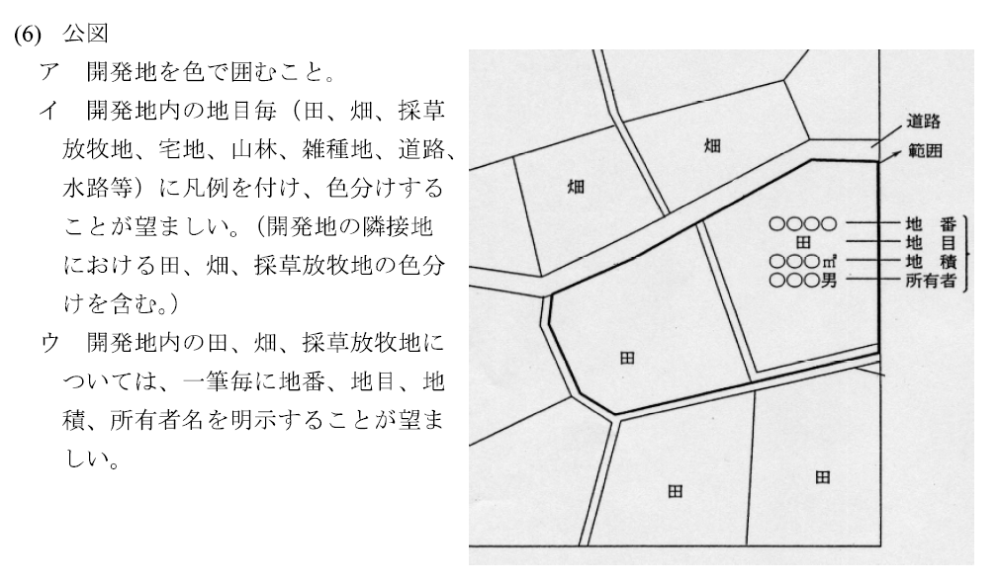 (6) 公図
ア 開発地を色で囲むこと。
イ 開発地内の地目毎（田、畑、採草
放牧地、宅地、山林、雑種地、道路、
水路等）に凡例を付け、色分けする
ことが望ましい。（開発地の隣接地
における田、畑、採草放牧地の色分
けを含む。）
ウ 開発地内の田、畑、採草放牧地に
ついては、一筆毎に地番、地目、地
積、所有者名を明示することが望ま
しい。
道路
範囲
畑
畑
〇〇〇〇 地番
田 地目
〇〇〇㎡ 地積
〇〇〇男 所有者
田
田
田